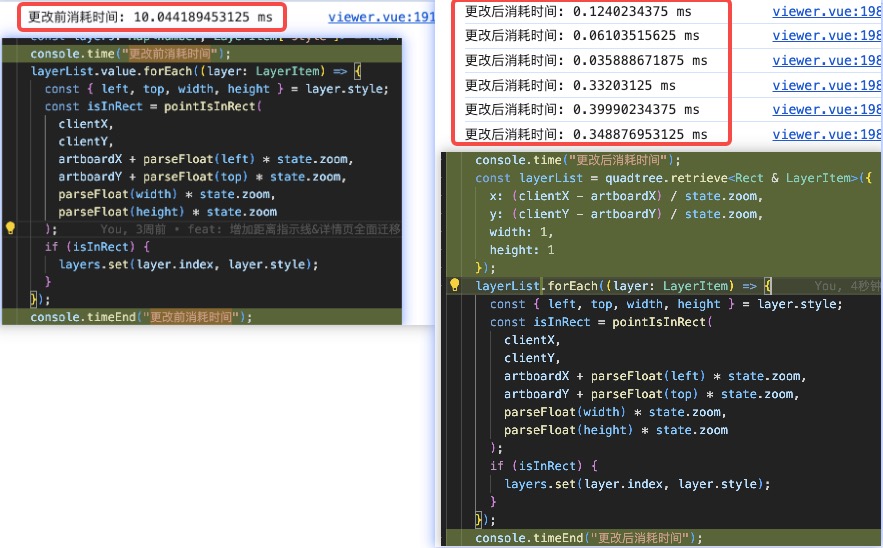 更改前消耗时间: 10.044189453125 ms
viewer.vue:191
console.time("更改前消耗时间");
layerList.value.forEach((layer: LayerItem) => {
const { left, top, width, height } = layer.style;
const isInRect = pointIsInRect(
clientX,
clientY,
artboardX + parseFloat(left) * state.zoom,
artboardY + parseFloat(top) * state.zoom,
parseFloat(width) * state.zoom,
parseFloat(height) * state.zoom
); You, 3周前 • feat: 增加距离指示线&详情页全面迁移
if (isInRect) {
layers.set(layer.index, layer.style);
}
});
console.timeEnd("更改前消耗时间");
更改后消耗时间: 0.1240234375 ms
viewer.vue:198
更改后消耗时间: 0.06103515625 ms
viewer.vue:198
更改后消耗时间: 0.035888671875 ms
viewer.vue:198
更改后消耗时间: 0.33203125 ms
viewer.vue:198
更改后消耗时间: 0.39990234375 ms
viewer.vue:198
更改后消耗时间: 0.348876953125 ms
viewer.vue:198
console.time("更改后消耗时间");
const layerList = quadtree.retrieve<Rect & LayerItem>({
x: (clientX - artboardX) / state.zoom,
y: (clientY - artboardY) / state.zoom,
width: 1,
height: 1
});
layerList.forEach((layer: LayerItem) => { You, 4秒钟
const { left, top, width, height } = layer.style;
const isInRect = pointIsInRect(
clientX,
clientY,
artboardX + parseFloat(left) * state.zoom,
artboardY + parseFloat(top) * state.zoom,
parseFloat(width) * state.zoom,
parseFloat(height) * state.zoom
);
if (isInRect) {
layers.set(layer.index, layer.style);
}
});
console.timeEnd("更改后消耗时间");